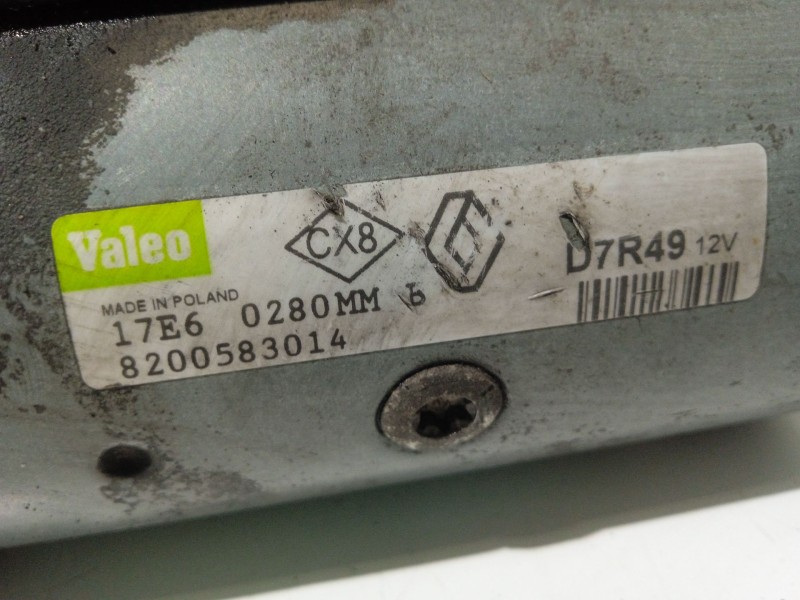 Valeo
CX8
D7R49 12V
MADE IN POLAND
17E6 0280MM
8200583014